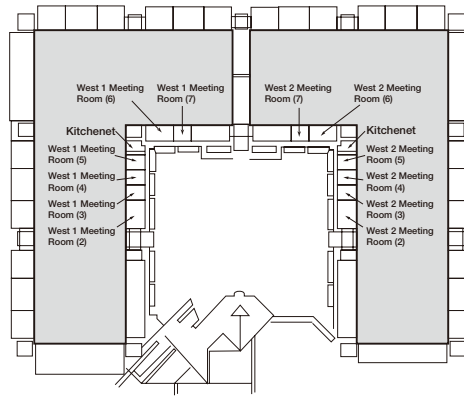 West 1 Meeting
Room (6)
West 1 Meeting
Room (7)
West 2 Meeting
Room (7)
West 2 Meeting
Room (6)
Kitchenet
West 1 Meeting
Room (5)
West 1 Meeting
Room (4)
West 1 Meeting
Room (3)
West 1 Meeting
Room (2)
Kitchenet
West 2 Meeting
Room (5)
West 2 Meeting
Room (4)
West 2 Meeting
Room (3)
West 2 Meeting
Room (2)